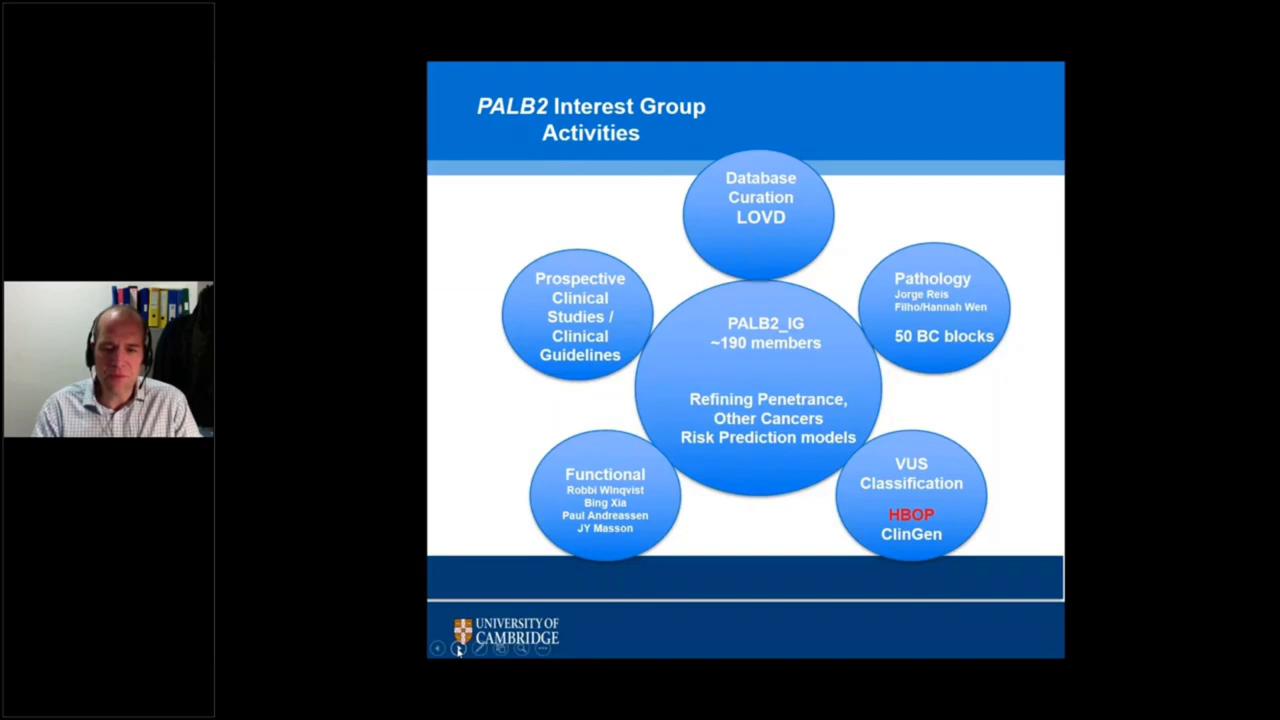 PALB2 Interest Group
Activities
Database
Curation
LOVD
Prospective
Clinical
Studies /
Clinical
Guidelines
Pathology
Jorge Reis
Filho/Hannah Wen
50 BC blocks
PALB2_IG
~190 members
Refining Penetrance,
Other Cancers
Risk Prediction models
Functional
Robbi WInqvist
Bing Xia
Paul Andreassen
JY Masson
VUS
Classification
HBOP
ClinGen
UNIVERSITY OF
CAMBRIDGE